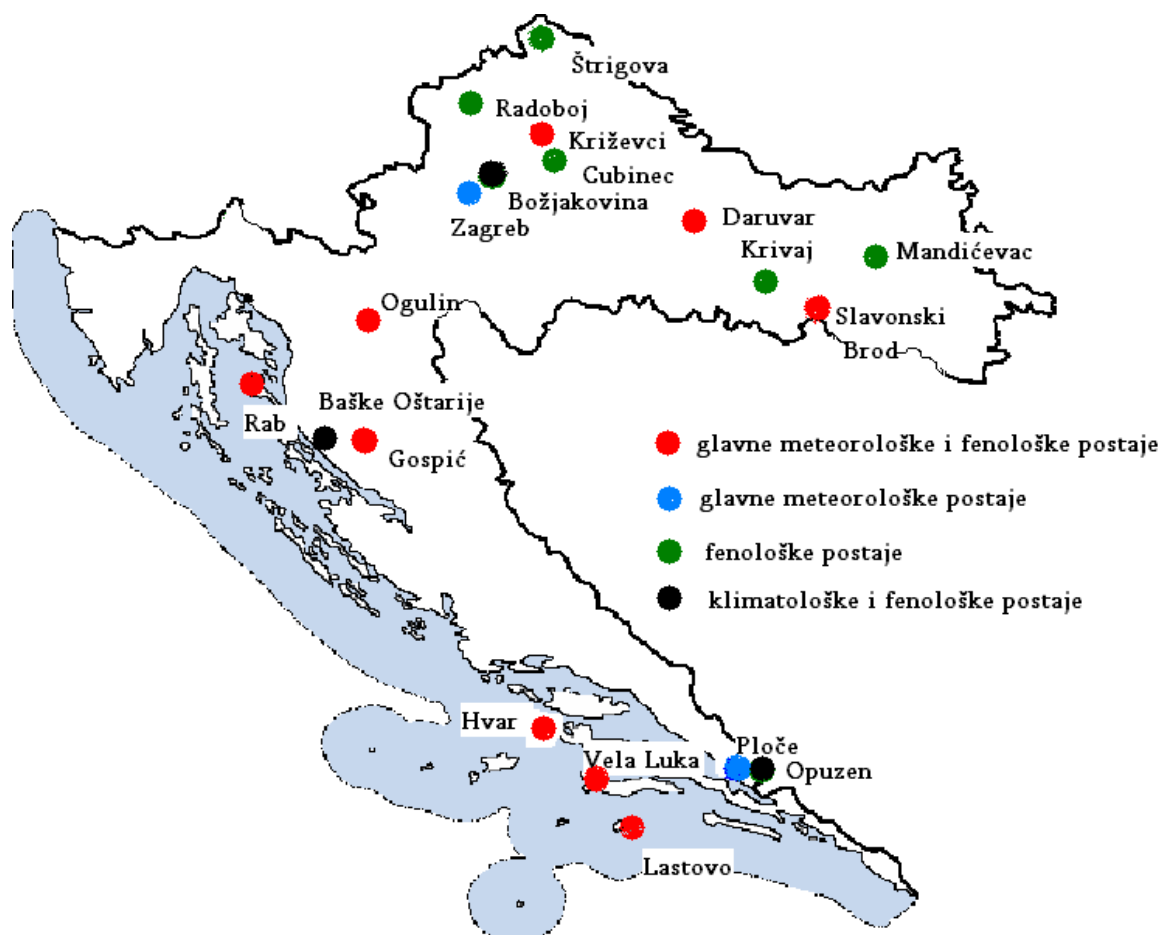 Štrigova
Radoboj
Križevci
Cubinec
Božjakovina
Zagreb
Daruvar
Krivaj
Mandićevac
Ogulin
Slavonski
Brod
Baške Oštarije
Rab
Gospić
glavne meteorološke i fenološke postaje
glavne meteorološke postaje
fenološke postaje
klimatološke i fenološke postaje
Hvar
Ploče
Vela Luka
Opuzen
Lastovo